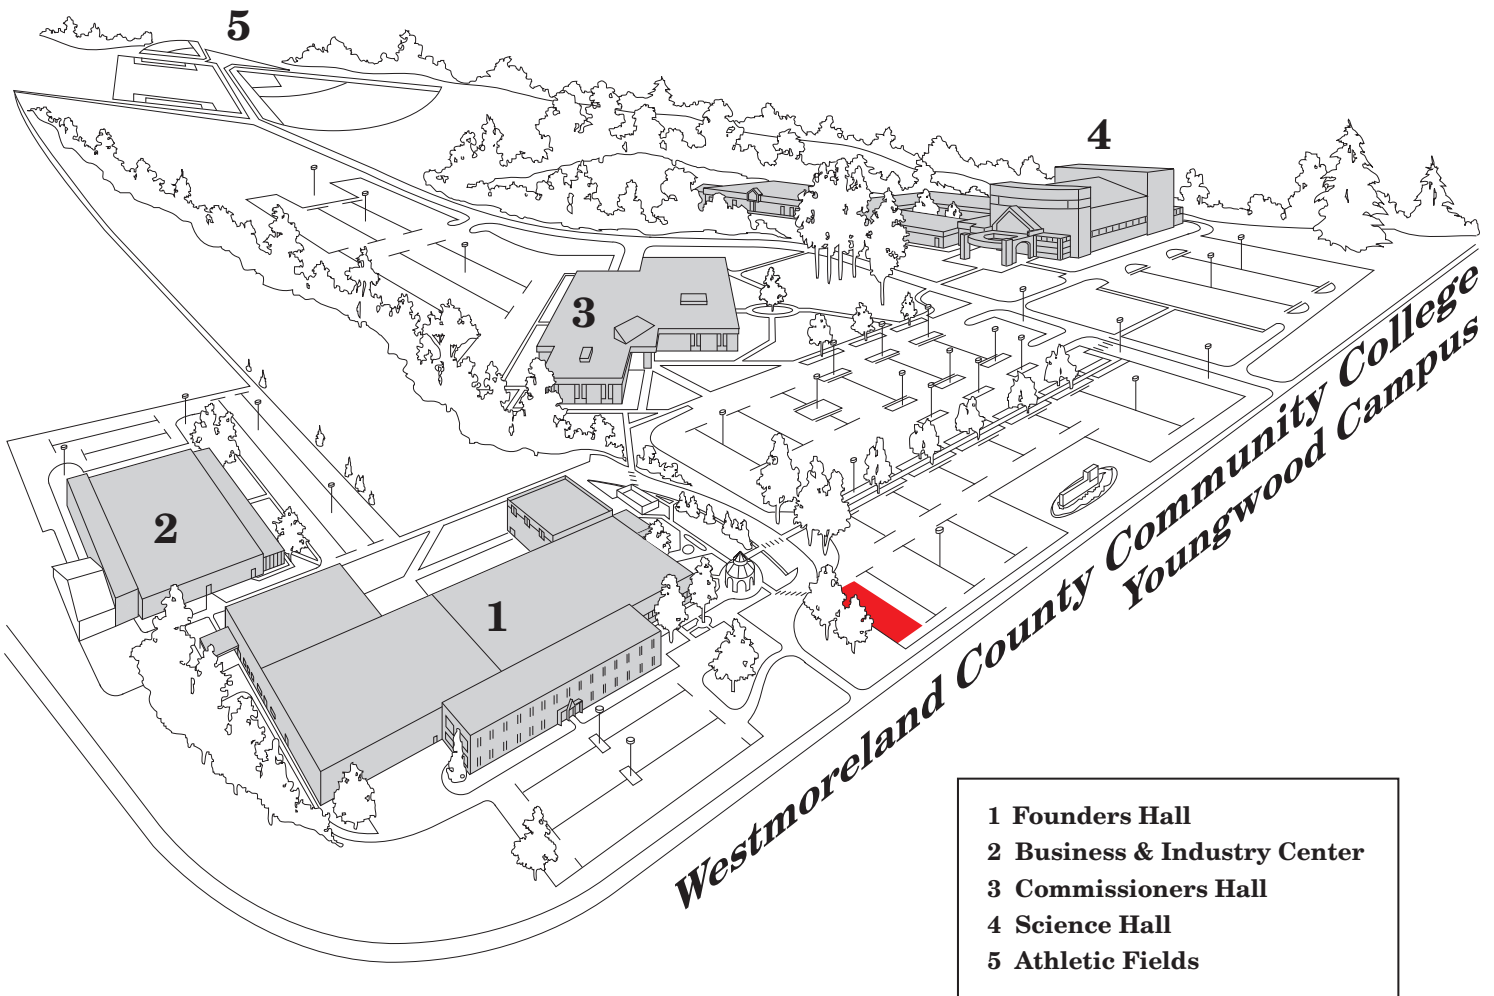 5
4
3
2
1
Westmoreland County Community College
Youngwood Campus
1 Founders Hall
2 Business & Industry Center
3 Commissioners Hall
4 Science Hall
5 Athletic Fields